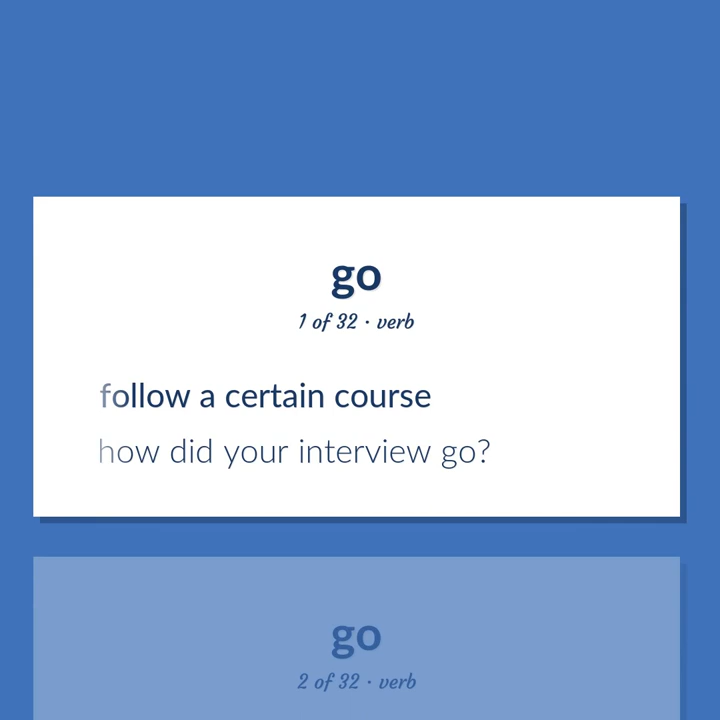 go
1 of 32 · verb
follow a certain course
how did your interview go?
go
2 of 32 · verb